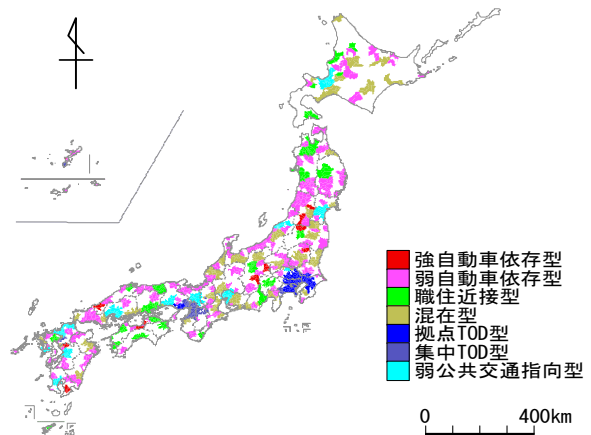 強自動車依存型
弱自動車依存型
職住近接型
混在型
拠点TOD型
集中TOD型
弱公共交通指向型
0 400km